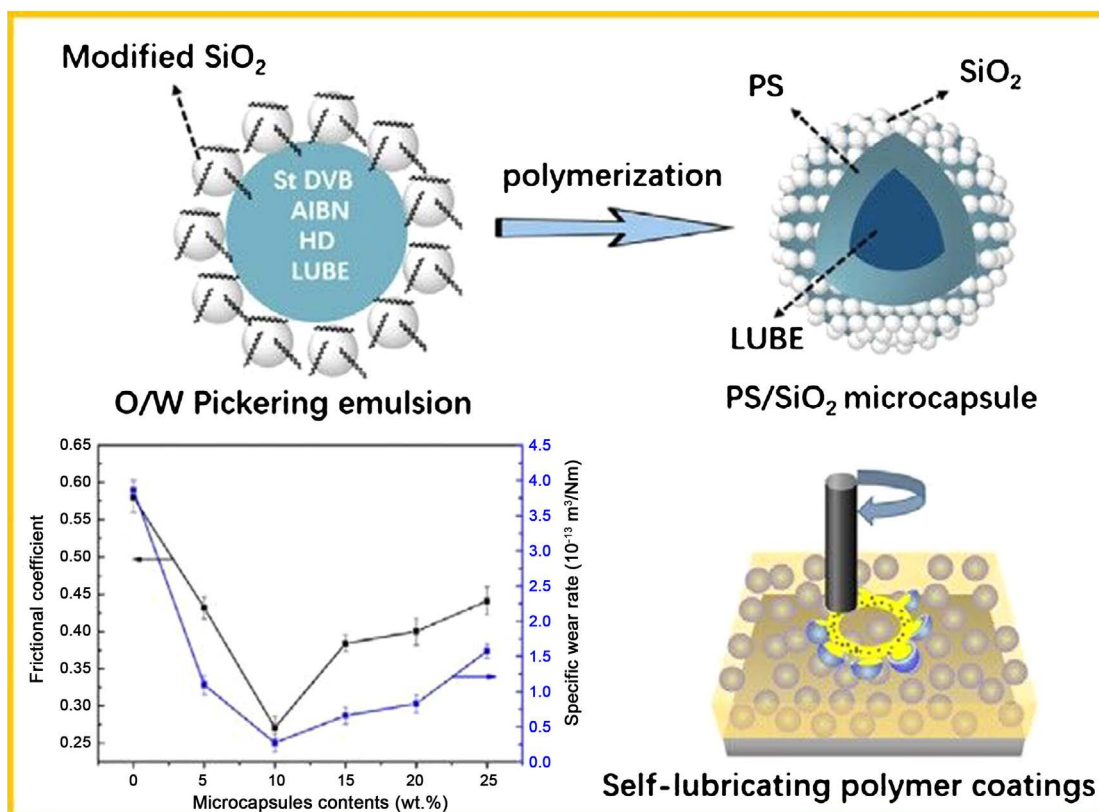 Modified SiO₂
St DVB
AIBN
HD
LUBE
O/W Pickering emulsion
polymerization
PS
SiO₂
LUBE
PS/SiO₂ microcapsule
0.65
0.60
0.55
0.50
0.45
0.40
0.35
0.30
0.25
Frictional coefficient
4.5
4.0
3.5
3.0
2.5
2.0
1.5
1.0
0.5
0.0
Specific wear rate (10⁻¹³ m³/Nm)
0 5 10 15 20 25
Microcapsules contents (wt.%)
Self-lubricating polymer coatings